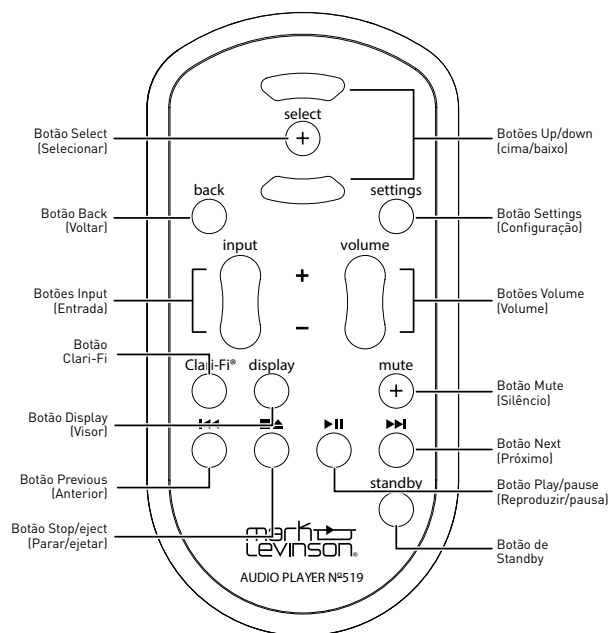 select
Botão Select
(Selecionar)
Botões Up/down
(cima/baixo)
back
settings
Botão Back
(Voltar)
Botão Settings
(Configuração)
input
volume
+
Botões Input
(Entrada)
Botões Volume
(Volume)
–
Botão
Clari-Fi
Clari-Fi®
display
mute
Botão Mute
(Silêncio)
Botão Display
(Visor)
Botão Next
(Próximo)
Botão Previous
(Anterior)
standby
Botão Play/pause
(Reproduzir/pausa)
Botão Stop/eject
(Parar/ejetar)
mark
Levinson®
Botão de
Standby
AUDIO PLAYER Nº519